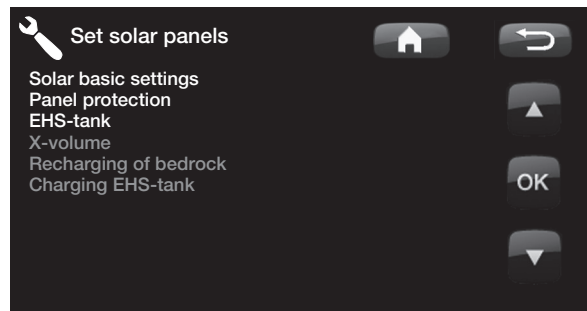 Set solar panels
Solar basic settings
Panel protection
EHS-tank
X-volume
Recharging of bedrock
Charging EHS-tank
OK